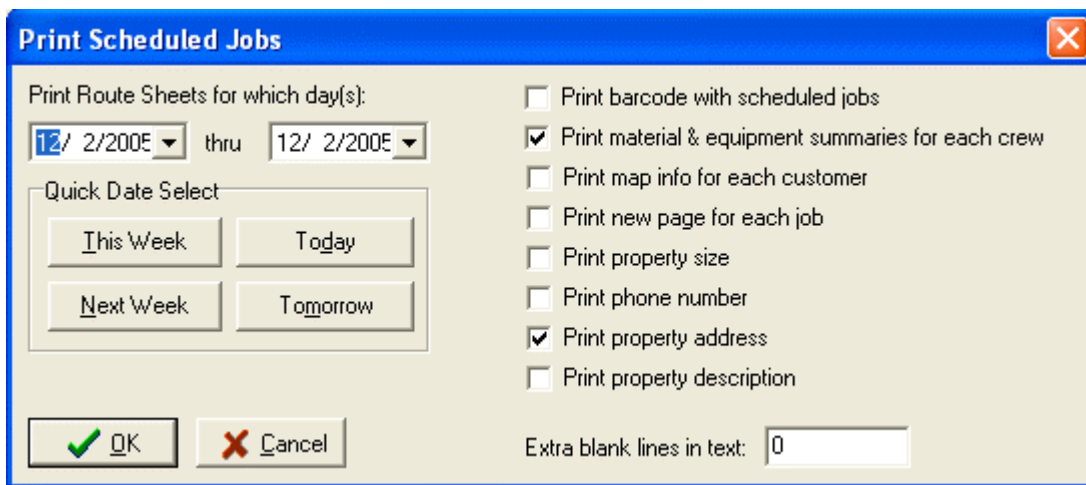 Print Scheduled Jobs
Print Route Sheets for which day(s):
12/ 2/2005 thru 12/ 2/2005
Quick Date Select
This Week Today
Next Week Tomorrow
OK Cancel
Print barcode with scheduled jobs
Print material & equipment summaries for each crew
Print map info for each customer
Print new page for each job
Print property size
Print phone number
Print property address
Print property description
Extra blank lines in text: 0